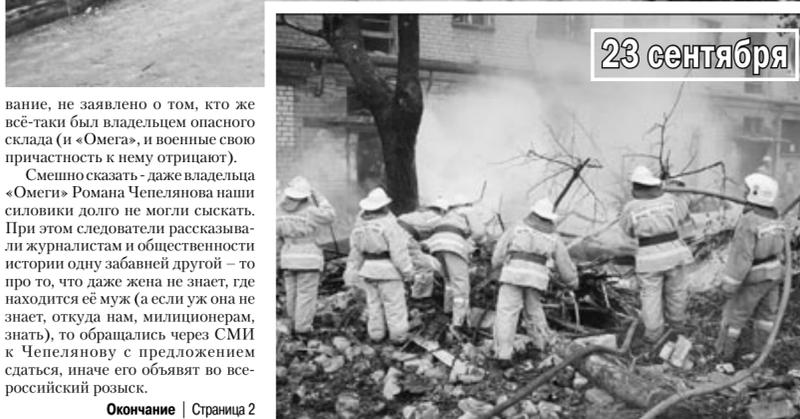 23 сентября
вание, не заявлено о том, кто же
всё-таки был владельцем опасного
склада (и «Омега», и военные свою
причастность к нему отрицают).
Смешно сказать - даже владельца
«Омеги» Романа Чепелянова наши
силовики долго не могли сыскать.
При этом следователи рассказыва-
ли журналистам и общественности
истории одну забавней другой – то
про то, что даже жена не знает, где
находится её муж (а если уж она не
знает, откуда нам, милиционерам,
знать), то обращались через СМИ
к Чепелянову с предложением
сдаться, иначе его объявят во все-
российский розыск.
Окончание | Страница 2